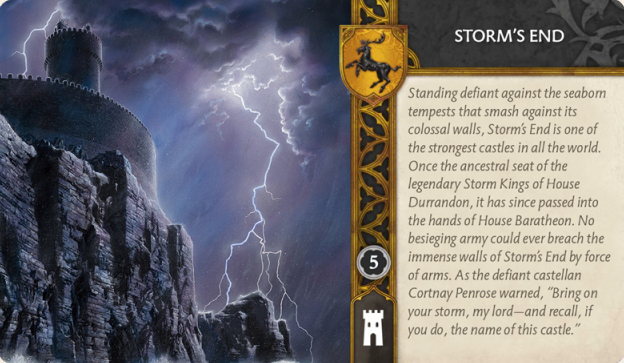 STORM'S END
Standing defiant against the seaborn
tempests that smash against its
colossal walls, Storm's End is one of
the strongest castles in all the world.
Once the ancestral seat of the
legendary Storm Kings of House
Durrandon, it has since passed into
the hands of House Baratheon. No
besieging army could ever breach the
immense walls of Storm's End by force
of arms. As the defiant castellan
Cortnay Penrose warned, “Bring on
your storm, my lord—and recall, if
you do, the name of this castle.”
5